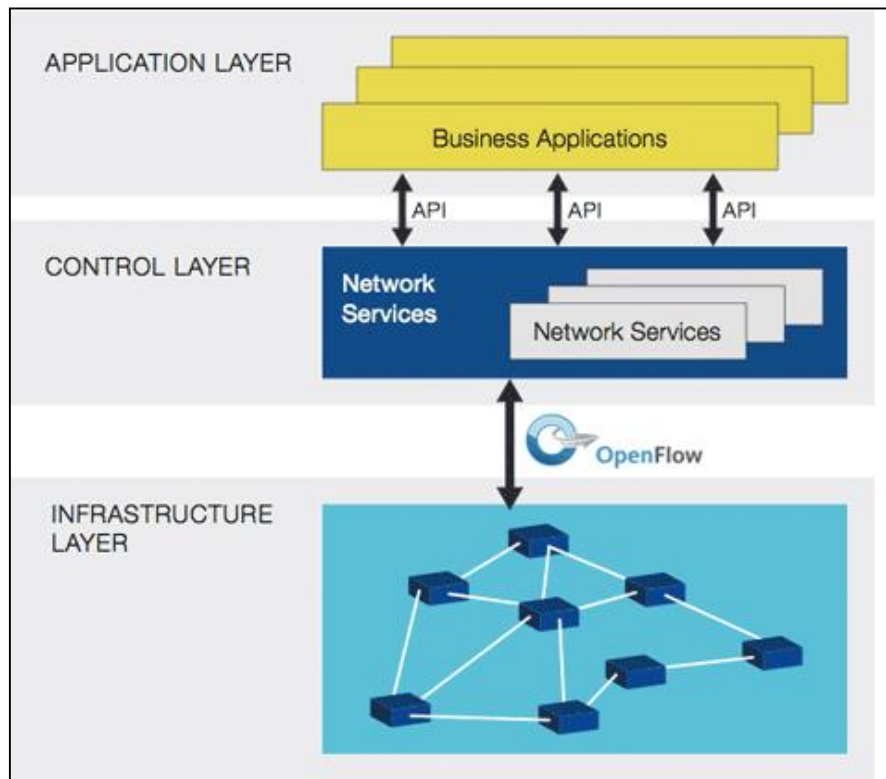 APPLICATION LAYER
Business Applications
API
API
API
CONTROL LAYER
Network
Services
Network Services
OpenFlow
INFRASTRUCTURE
LAYER